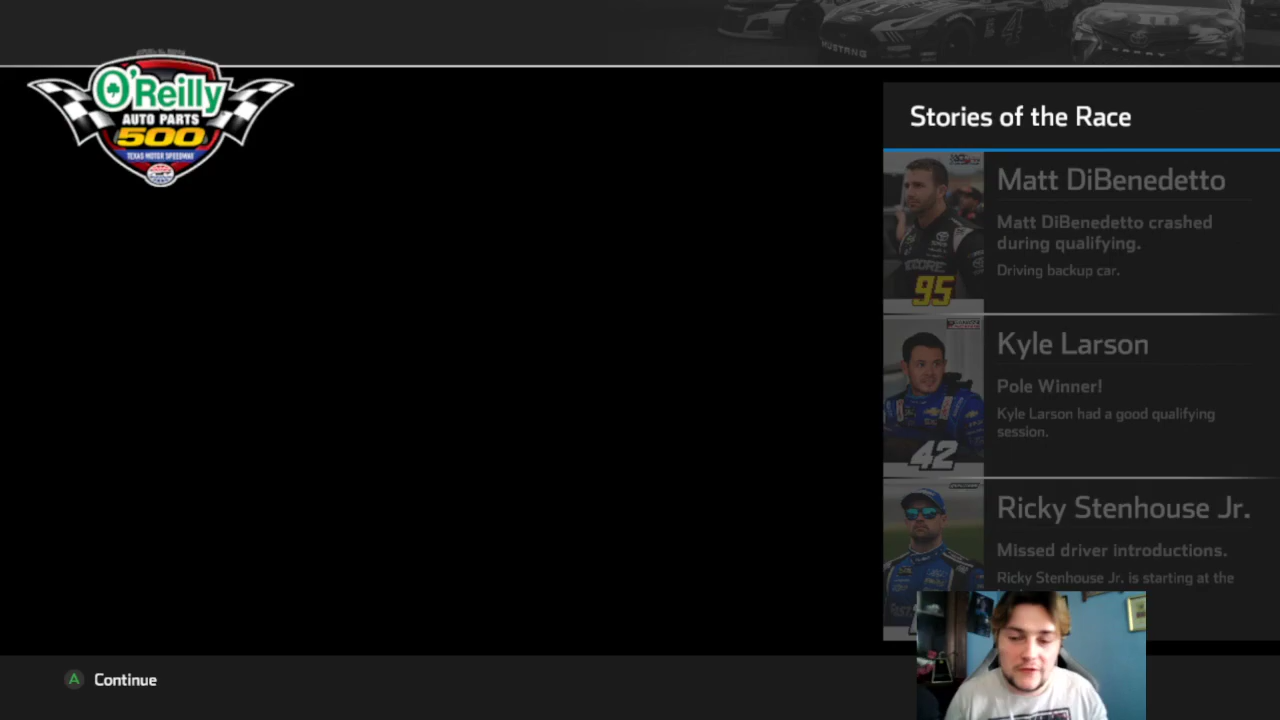 MUSTANG
4
O'Reilly
AUTO PARTS
500
TEXAS MOTOR SPEEDWAY
Stories of the Race
Matt DiBenedetto
Matt DiBenedetto crashed
during qualifying.
Driving backup car.
95
Kyle Larson
Pole Winner!
Kyle Larson had a good qualifying
session.
42
Ricky Stenhouse Jr.
Missed driver introductions.
Ricky Stenhouse Jr. is starting at the
A Continue